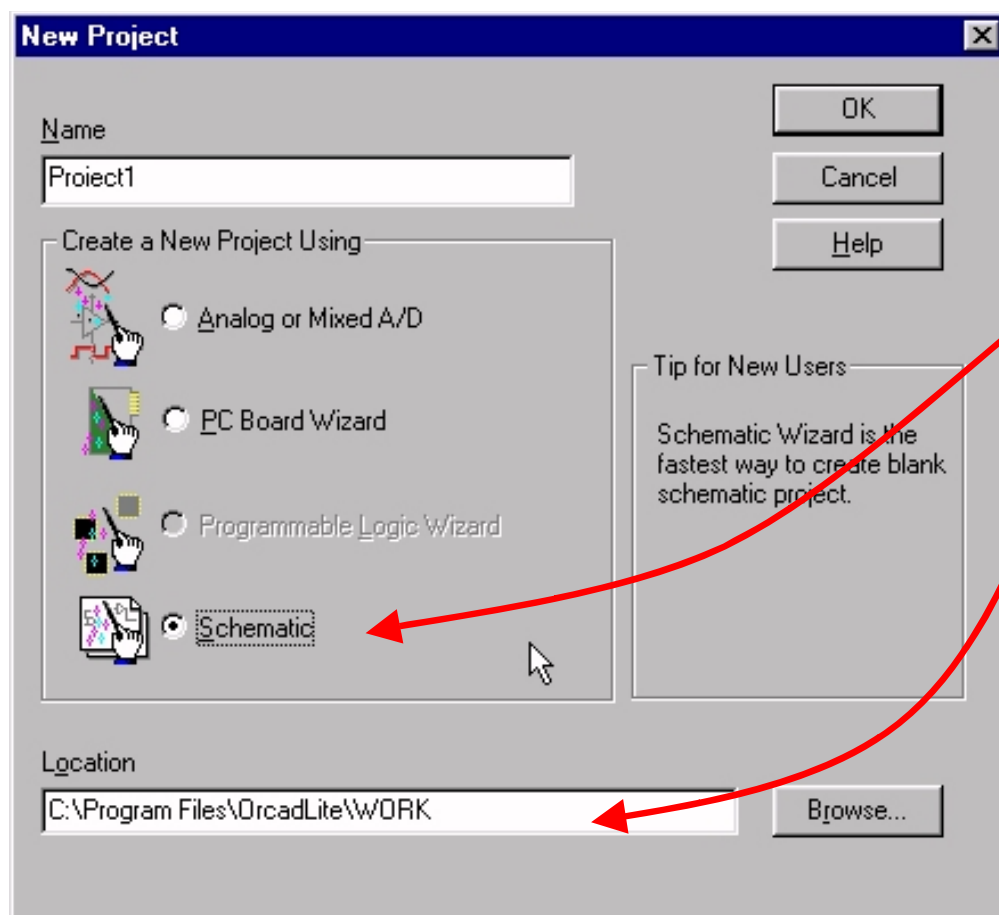 New Project
Name
OK
Proiect1
Cancel
Create a New Project Using
Help
Analog or Mixed A/D
Tip for New Users
PC Board Wizard
Schematic Wizard is the
fastest way to create blank
schematic project.
Programmable Logic Wizard
Schematic
Location
C:\Program Files\OrcadLite\WORK
Browse...